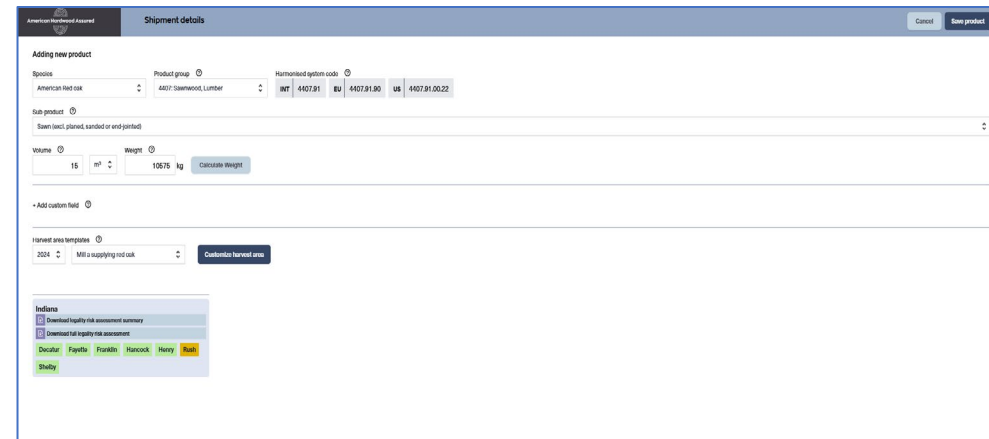 American Hardwood Assured
Shipment details
Cancel
Save product
Adding new product
Species
Product group
Harmonised system code
American Red oak
4407: Sawnwood, Lumber
INT 4407.91 EU 4407.91.90 US 4407.91.00.22
Sub-product
Sawn (excl. planed, sanded or end-jointed)
Volume
Weight
15 m³ 10575 kg Calculate Weight
+ Add custom field
Harvest area templates
2024 Mill a supplying red oak Customize harvest area
Indiana
Download legality risk assessment summary
Download full legality risk assessment
Decatur Fayette Franklin Hancock Henry Rush
Shelby